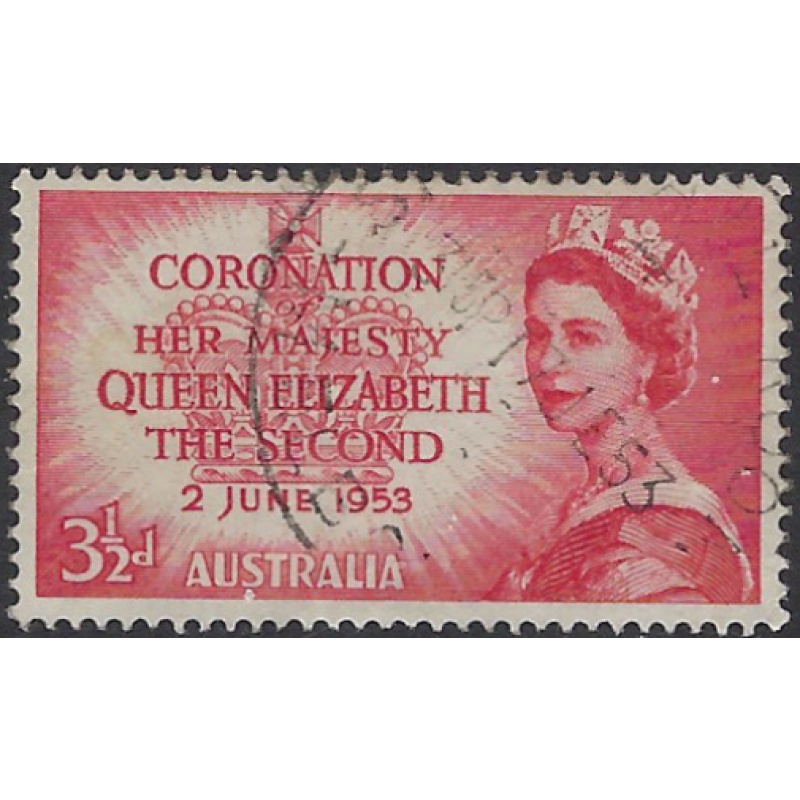 CORONATION
of
HER MAJESTY
QUEEN ELIZABETH
THE SECOND
2 JUNE 1953
3½d
AUSTRALIA